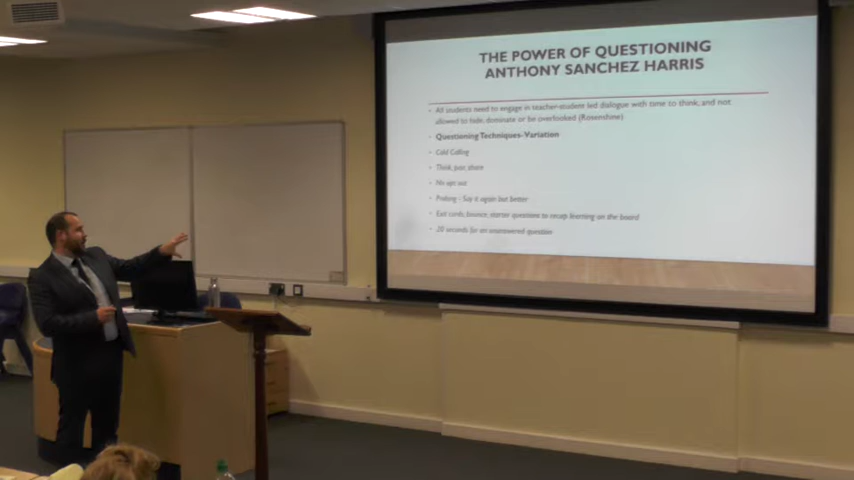 THE POWER OF QUESTIONING
ANTHONY SANCHEZ HARRIS
• All students need to engage in teacher-student led dialogue with time to think, and not
allowed to hide, dominate or be overlooked (Rosenshine)
• Questioning Techniques- Variation
• Cold Calling
• Think, pair, share
• No opt out
• Probing - Say it again but better
• Exit cards, bounce, starter questions to recap learning on the board
• 20 seconds for an unanswered question